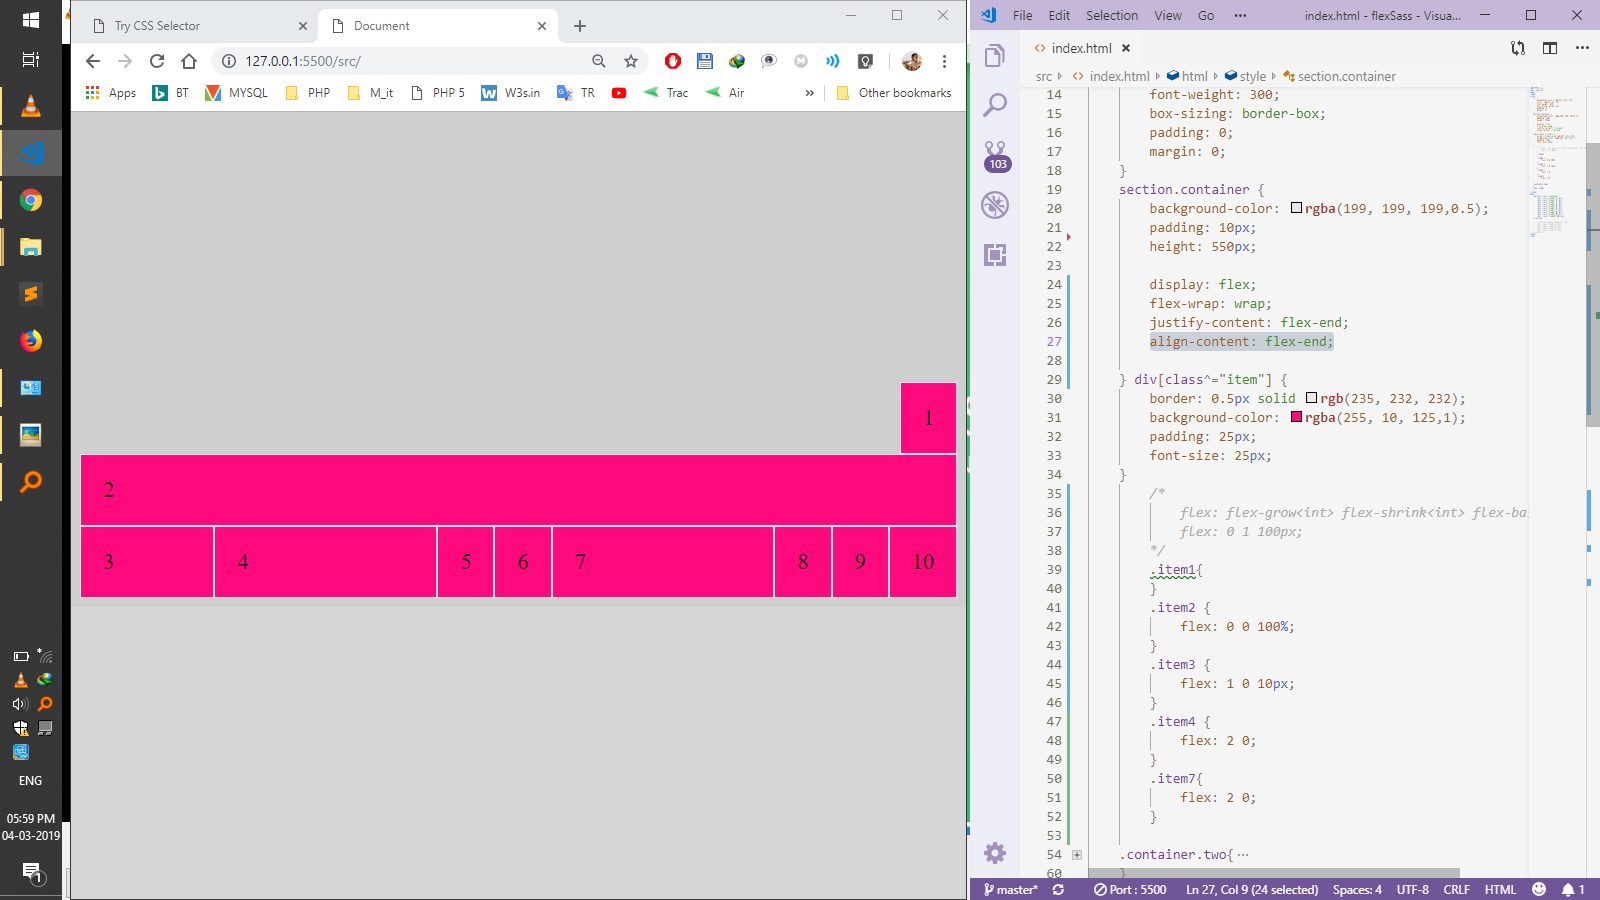 Try CSS Selector
Document
127.0.0.1:5500/src/
Apps
BT
MYSQL
PHP
M_it
PHP 5
W3s.in
TR
Trac
Air
»
Other bookmarks
1
2
3 4 5 6 7 8 9 10
ENG
05:59 PM
04-03-2019
1
File Edit Selection View Go ··· index.html - flexSass - Visua...
index.html
src index.html html style section.container
103
14 font-weight: 300;
15 box-sizing: border-box;
16 padding: 0;
17 margin: 0;
18 }
19 section.container {
20 background-color: rgba(199, 199, 199,0.5);
21 padding: 10px;
22 height: 550px;
23
24 display: flex;
25 flex-wrap: wrap;
26 justify-content: flex-end;
27 align-content: flex-end;
28
29 } div[class^="item"] {
30 border: 0.5px solid rgb(235, 232, 232);
31 background-color: rgba(255, 10, 125,1);
32 padding: 25px;
33 font-size: 25px;
34 }
35 /*
36 flex: flex-grow<int> flex-shrink<int> flex-ba
37 flex: 0 1 100px;
38 */
39 .item1{
40 }
41 .item2 {
42 flex: 0 0 100%;
43 }
44 .item3 {
45 flex: 1 0 10px;
46 }
47 .item4 {
48 flex: 2 0;
49 }
50 .item7{
51 flex: 2 0;
52 }
53
54 .container.two{ ···
60 }
master* Port : 5500 Ln 27, Col 9 (24 selected) Spaces: 4 UTF-8 CRLF HTML 1